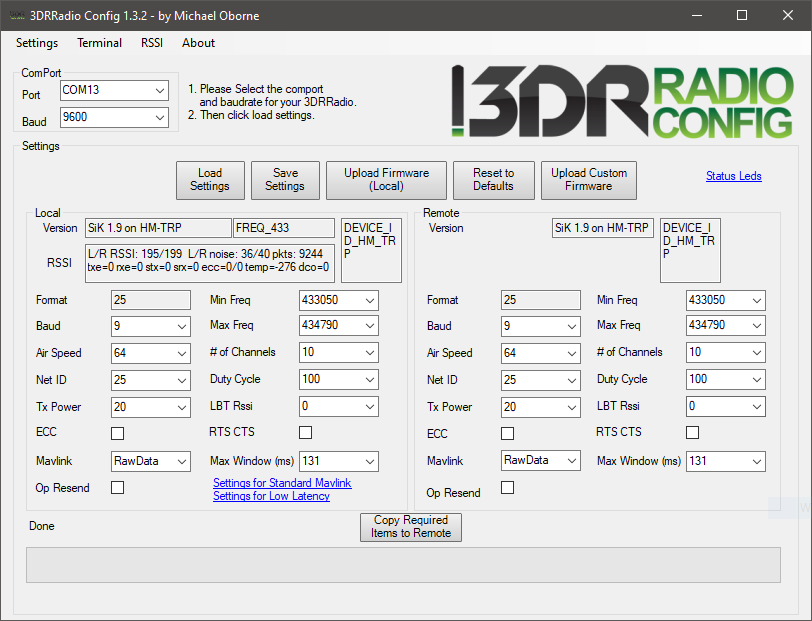 3DRRadio Config 1.3.2 - by Michael Oborne
Settings Terminal RSSI About
ComPort
Port COM13
Baud 9600
1. Please Select the comport
and baudrate for your 3DRRadio.
2. Then click load settings.
3DR RADIO CONFIG
Settings
Load Settings
Save Settings
Upload Firmware (Local)
Reset to Defaults
Upload Custom Firmware
Status Leds
Local
Version SiK 1.9 on HM-TRP FREQ_433 DEVICE_ID_HM_TRP
RSSI
L/R RSSI: 195/199 L/R noise: 36/40 pkts: 9244
txe=0 rxe=0 stx=0 srx=0 ecc=0/0 temp=-276 dco=0
Format 25 Min Freq 433050
Baud 9 Max Freq 434790
Air Speed 64 # of Channels 10
Net ID 25 Duty Cycle 100
Tx Power 20 LBT Rssi 0
ECC RTS CTS
Mavlink RawData Max Window (ms) 131
Op Resend
Settings for Standard Mavlink
Settings for Low Latency
Remote
Version SiK 1.9 on HM-TRP DEVICE_ID_HM_TRP
Format 25 Min Freq 433050
Baud 9 Max Freq 434790
Air Speed 64 # of Channels 10
Net ID 25 Duty Cycle 100
Tx Power 20 LBT Rssi 0
ECC RTS CTS
Mavlink RawData Max Window (ms) 131
Op Resend
Done
Copy Required
Items to Remote